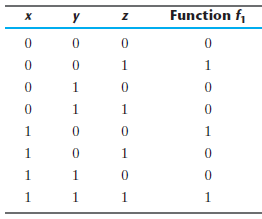 x y z Function f1
0 0 0 0
0 0 1 1
0 1 0 0
0 1 1 0
1 0 0 1
1 0 1 0
1 1 0 0
1 1 1 1